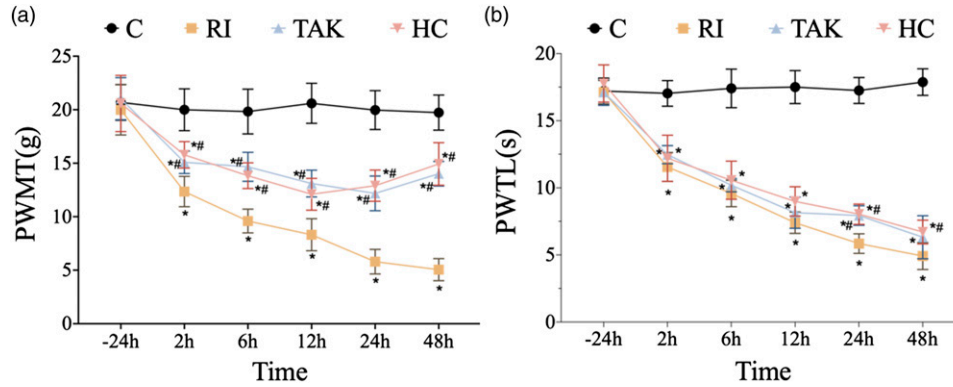 (a)
C RI TAK HC
PWMT(g)
25
20
15
10
5
0
*# *# *# *# *#
*# *# *# *# *#
* * * * *
-24h 2h 6h 12h 24h 48h
Time
(b)
C RI TAK HC
PWTL(s)
20
15
10
5
0
* * * *# *#
* * * *# *
* * * * *
-24h 2h 6h 12h 24h 48h
Time